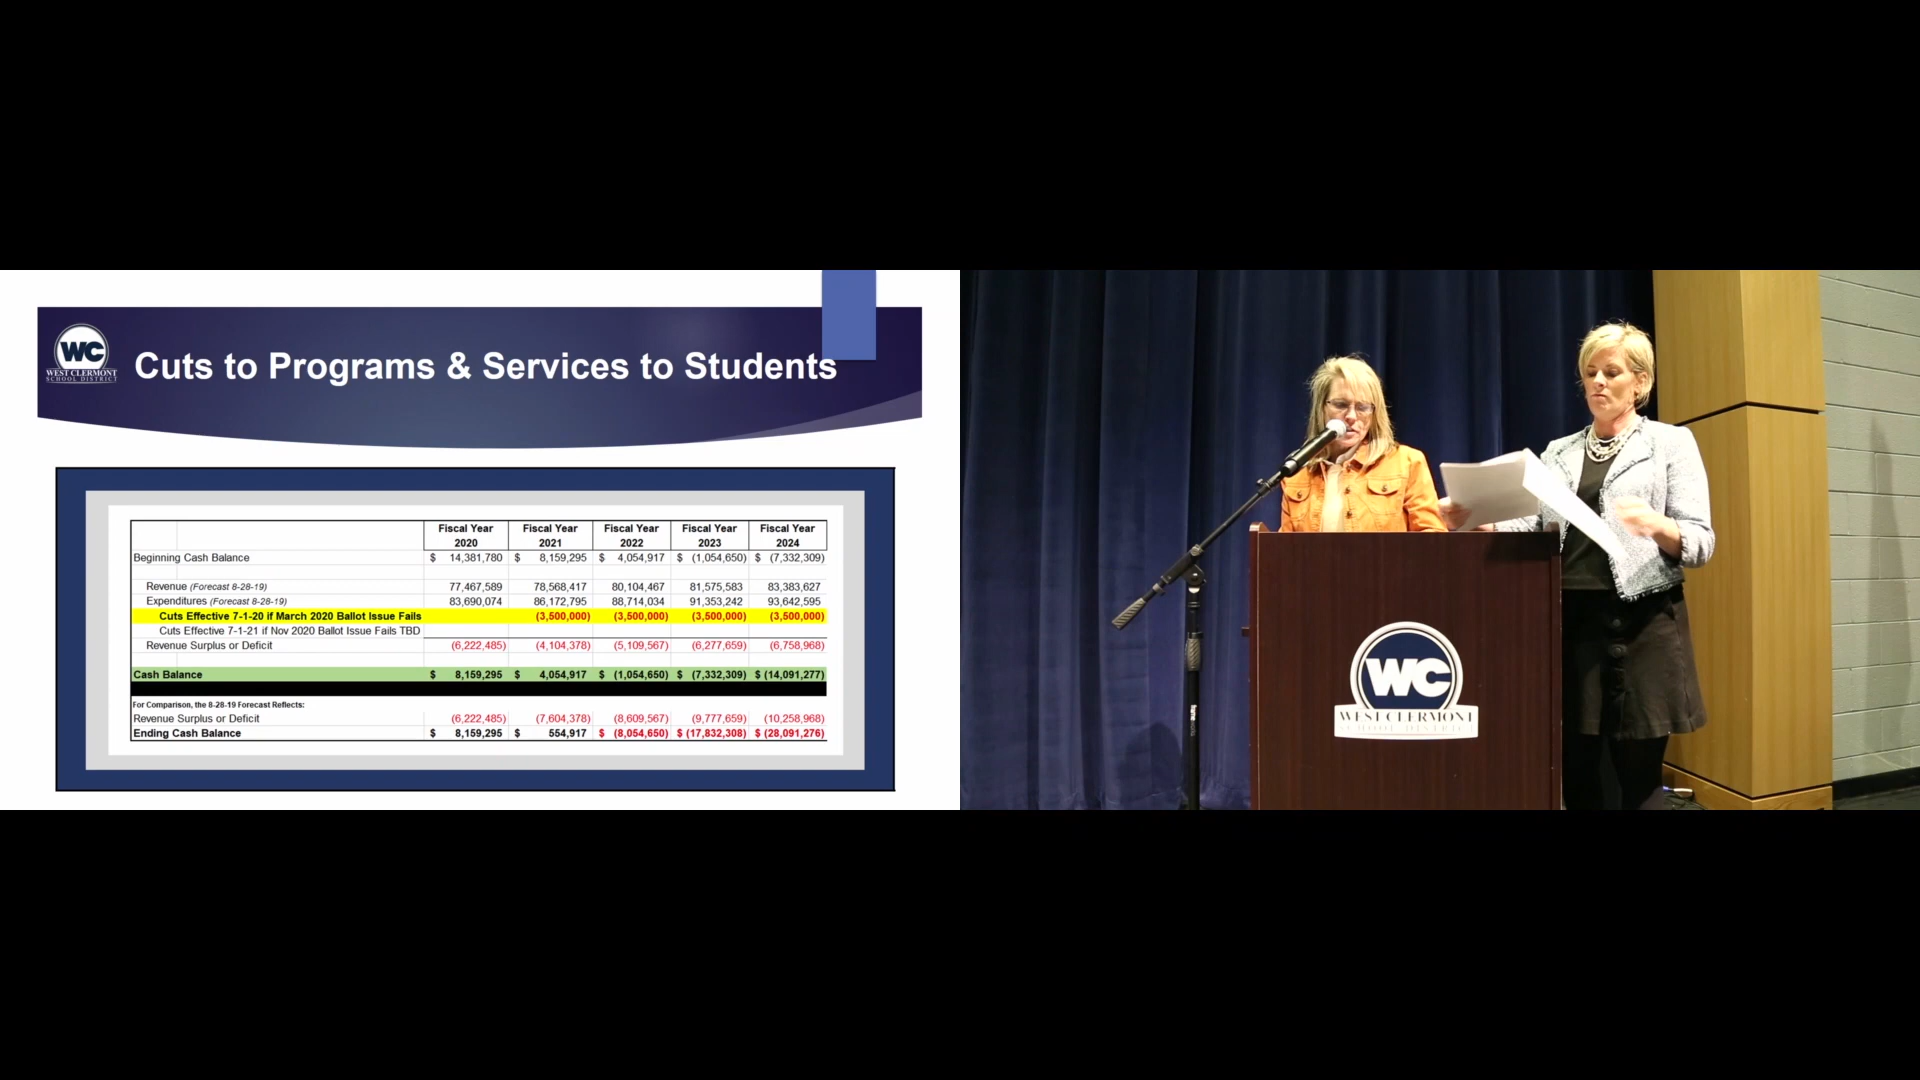 WC
WEST CLERMONT
SCHOOL DISTRICT
Cuts to Programs & Services to Students
Fiscal Year 2020 Fiscal Year 2021 Fiscal Year 2022 Fiscal Year 2023 Fiscal Year 2024
Beginning Cash Balance $ 14,381,780 $ 8,159,295 $ 4,054,917 $ (1,054,650) $ (7,332,309)
Revenue (Forecast 8-28-19) 77,467,589 78,568,417 80,104,467 81,575,583 83,383,627
Expenditures (Forecast 8-28-19) 83,690,074 86,172,795 88,714,034 91,353,242 93,642,595
Cuts Effective 7-1-20 if March 2020 Ballot Issue Fails (3,500,000) (3,500,000) (3,500,000) (3,500,000)
Cuts Effective 7-1-21 if Nov 2020 Ballot Issue Fails TBD
Revenue Surplus or Deficit (6,222,485) (4,104,378) (5,109,567) (6,277,659) (6,758,968)
Cash Balance $ 8,159,295 $ 4,054,917 $ (1,054,650) $ (7,332,309) $ (14,091,277)
For Comparison, the 8-28-19 Forecast Reflects:
Revenue Surplus or Deficit (6,222,485) (7,604,378) (8,609,567) (9,777,659) (10,258,968)
Ending Cash Balance $ 8,159,295 $ 554,917 $ (8,054,650) $ (17,832,308) $ (28,091,276)
WC
WEST CLERMONT
SCHOOL DISTRICT